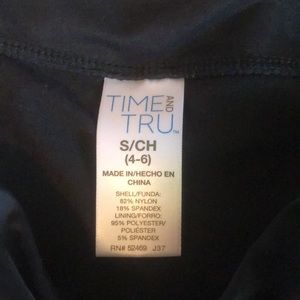 TIME AND
TRU™
S/CH
(4-6)
MADE IN/HECHO EN
CHINA
SHELL/FUNDA:
82% NYLON
18% SPANDEX
LINING/FORRO:
95% POLYESTER/
POLIÉSTER
5% SPANDEX
RN# 52469 J37